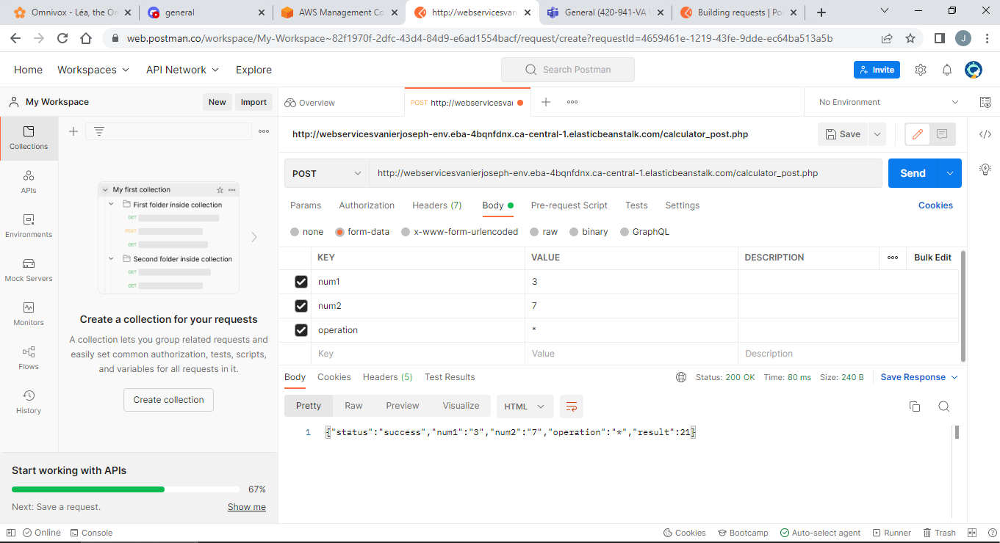 Omnivox - Léa, the On
general
AWS Management Co
http://webservicesvan
General (420-941-VA
Building requests | Pos
web.postman.co/workspace/My-Workspace~82f1970f-2dfc-43d4-84d9-e6ad1554bacf/request/create?requestId=4659461e-1219-43fe-9dde-ec64ba513a5b
J
Home Workspaces API Network Explore
Search Postman
Invite
My Workspace
New Import
Overview
POST http://webservicesvan
No Environment
http://webservicesvanierjoseph-env.eba-4bqnfdnx.ca-central-1.elasticbeanstalk.com/calculator_post.php
Save
POST http://webservicesvanierjoseph-env.eba-4bqnfdnx.ca-central-1.elasticbeanstalk.com/calculator_post.php
Send
Params Authorization Headers (7) Body Pre-request Script Tests Settings Cookies
none form-data x-www-form-urlencoded raw binary GraphQL
KEY VALUE DESCRIPTION Bulk Edit
num1 3
num2 7
operation *
Key Value Description
Body Cookies Headers (5) Test Results
Status: 200 OK Time: 80 ms Size: 240 B Save Response
Pretty Raw Preview Visualize HTML
1 {"status":"success","num1":"3","num2":"7","operation":"*","result":21}
Collections
APIs
Environments
Mock Servers
Monitors
Flows
History
My first collection
First folder inside collection
GET
POST
GET
Second folder inside collection
GET
GET
Create a collection for your requests
A collection lets you group related requests and
easily set common authorization, tests, scripts,
and variables for all requests in it.
Create collection
Start working with APIs
67%
Next: Save a request. Show me
Online Console
Cookies Bootcamp Auto-select agent Runner Trash